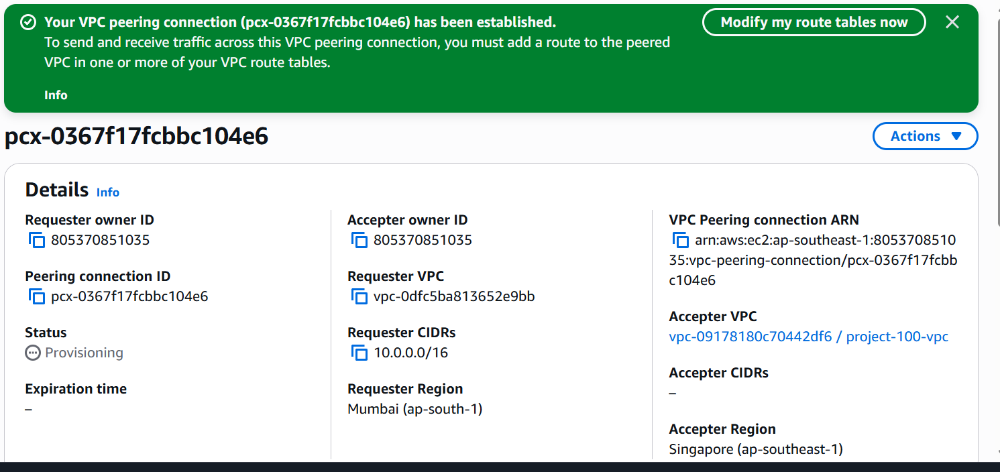 Your VPC peering connection (pcx-0367f17fcbbc104e6) has been established.
Modify my route tables now
To send and receive traffic across this VPC peering connection, you must add a route to the peered
VPC in one or more of your VPC route tables.
Info
pcx-0367f17fcbbc104e6
Actions
Details Info
Requester owner ID
805370851035
Peering connection ID
pcx-0367f17fcbbc104e6
Status
Provisioning
Expiration time
–
Accepter owner ID
805370851035
Requester VPC
vpc-0dfc5ba813652e9bb
Requester CIDRs
10.0.0.0/16
Requester Region
Mumbai (ap-south-1)
VPC Peering connection ARN
arn:aws:ec2:ap-southeast-1:8053708510
35:vpc-peering-connection/pcx-0367f17fcbb
c104e6
Accepter VPC
vpc-09178180c70442df6 / project-100-vpc
Accepter CIDRs
–
Accepter Region
Singapore (ap-southeast-1)